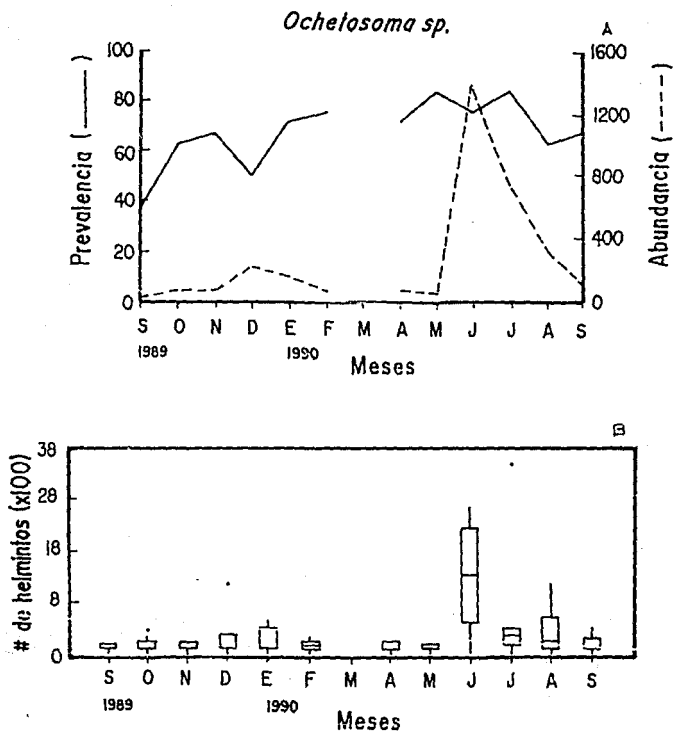 Ochetosoma sp.
A
Prevalencia (——)
100
80
60
40
20
0
1600
1200
800
400
0
Abundancia (---)
S O N D E F M A M J J A S
1989 1990
Meses
B
# de helmintos (x100)
38
28
18
8
0
S O N D E F M A M J J A S
1989 1990
Meses